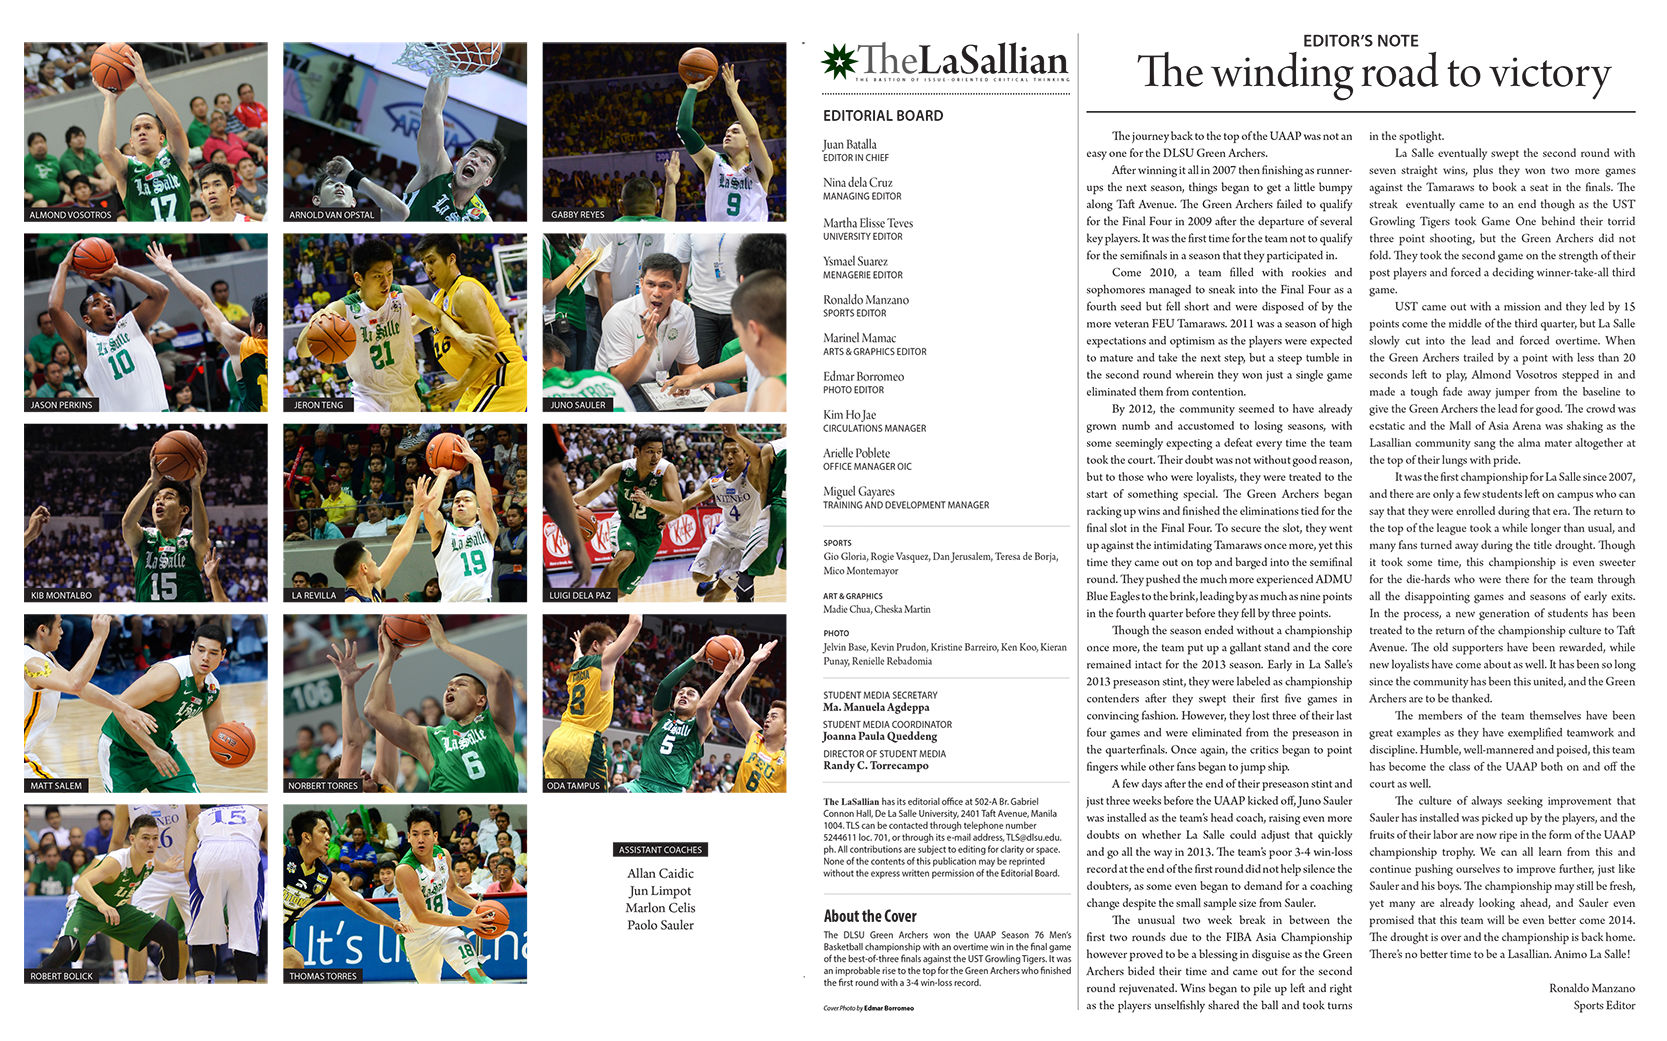 ALMOND VOSOTROS
ARNOLD VAN OPSTAL
GABBY REYES
JASON PERKINS
JERON TENG
JUNO SAULER
KIB MONTALBO
LA REVILLA
LUIGI DELA PAZ
MATT SALEM
NORBERT TORRES
ODA TAMPUS
ROBERT BOLICK
THOMAS TORRES
ASSISTANT COACHES
Allan Caidic
Jun Limpot
Marlon Celis
Paolo Sauler
TheLaSallian
THE BASTION OF ISSUE-ORIENTED CRITICAL THINKING
EDITORIAL BOARD
Juan Batalla
EDITOR IN CHIEF
Nina dela Cruz
MANAGING EDITOR
Martha Elisse Teves
UNIVERSITY EDITOR
Ysmael Suarez
MENAGERIE EDITOR
Ronaldo Manzano
SPORTS EDITOR
Marinel Mamac
ARTS & GRAPHICS EDITOR
Edmar Borromeo
PHOTO EDITOR
Kim Ho Jae
CIRCULATIONS MANAGER
Arielle Poblete
OFFICE MANAGER OIC
Miguel Gayares
TRAINING AND DEVELOPMENT MANAGER
SPORTS
Gio Gloria, Rogie Vasquez, Dan Jerusalem, Teresa de Borja,
Mico Montemayor
ART & GRAPHICS
Madie Chua, Cheska Martin
PHOTO
Jelvin Base, Kevin Prudon, Kristine Barreiro, Ken Koo, Kieran
Punay, Renielle Rebadomia
STUDENT MEDIA SECRETARY
Ma. Manuela Agdeppa
STUDENT MEDIA COORDINATOR
Joanna Paula Queddeng
DIRECTOR OF STUDENT MEDIA
Randy C. Torrecampo
The LaSallian has its editorial office at 502-A Br. Gabriel
Connon Hall, De La Salle University, 2401 Taft Avenue, Manila
1004. TLS can be contacted through telephone number
5244611 loc. 701, or through its e-mail address, TLS@dlsu.edu.
ph. All contributions are subject to editing for clarity or space.
None of the contents of this publication may be reprinted
without the express written permission of the Editorial Board.
About the Cover
The DLSU Green Archers won the UAAP Season 76 Men's
Basketball championship with an overtime win in the final game
of the best-of-three finals against the UST Growling Tigers. It was
an improbable rise to the top for the Green Archers who finished
the first round with a 3-4 win-loss record.
Cover Photo by Edmar Borromeo
EDITOR'S NOTE
The winding road to victory
The journey back to the top of the UAAP was not an
easy one for the DLSU Green Archers.
After winning it all in 2007 then finishing as runner-
ups the next season, things began to get a little bumpy
along Taft Avenue. The Green Archers failed to qualify
for the Final Four in 2009 after the departure of several
key players. It was the first time for the team not to qualify
for the semifinals in a season that they participated in.
Come 2010, a team filled with rookies and
sophomores managed to sneak into the Final Four as a
fourth seed but fell short and were disposed of by the
more veteran FEU Tamaraws. 2011 was a season of high
expectations and optimism as the players were expected
to mature and take the next step, but a steep tumble in
the second round wherein they won just a single game
eliminated them from contention.
By 2012, the community seemed to have already
grown numb and accustomed to losing seasons, with
some seemingly expecting a defeat every time the team
took the court. Their doubt was not without good reason,
but to those who were loyalists, they were treated to the
start of something special. The Green Archers began
racking up wins and finished the eliminations tied for the
final slot in the Final Four. To secure the slot, they went
up against the intimidating Tamaraws once more, yet this
time they came out on top and barged into the semifinal
round. They pushed the much more experienced ADMU
Blue Eagles to the brink, leading by as much as nine points
in the fourth quarter before they fell by three points.
Though the season ended without a championship
once more, the team put up a gallant stand and the core
remained intact for the 2013 season. Early in La Salle's
2013 preseason stint, they were labeled as championship
contenders after they swept their first five games in
convincing fashion. However, they lost three of their last
four games and were eliminated from the preseason in
the quarterfinals. Once again, the critics began to point
fingers while other fans began to jump ship.
A few days after the end of their preseason stint and
just three weeks before the UAAP kicked off, Juno Sauler
was installed as the team's head coach, raising even more
doubts on whether La Salle could adjust that quickly
and go all the way in 2013. The team's poor 3-4 win-loss
record at the end of the first round did not help silence the
doubters, as some even began to demand for a coaching
change despite the small sample size from Sauler.
The unusual two week break in between the
first two rounds due to the FIBA Asia Championship
however proved to be a blessing in disguise as the Green
Archers bided their time and came out for the second
round rejuvenated. Wins began to pile up left and right
as the players unselfishly shared the ball and took turns
in the spotlight.
La Salle eventually swept the second round with
seven straight wins, plus they won two more games
against the Tamaraws to book a seat in the finals. The
streak eventually came to an end though as the UST
Growling Tigers took Game One behind their torrid
three point shooting, but the Green Archers did not
fold. They took the second game on the strength of their
post players and forced a deciding winner-take-all third
game.
UST came out with a mission and they led by 15
points come the middle of the third quarter, but La Salle
slowly cut into the lead and forced overtime. When
the Green Archers trailed by a point with less than 20
seconds left to play, Almond Vosotros stepped in and
made a tough fade away jumper from the baseline to
give the Green Archers the lead for good. The crowd was
ecstatic and the Mall of Asia Arena was shaking as the
Lasallian community sang the alma mater altogether at
the top of their lungs with pride.
It was the first championship for La Salle since 2007,
and there are only a few students left on campus who can
say that they were enrolled during that era. The return to
the top of the league took a while longer than usual, and
many fans turned away during the title drought. Though
it took some time, this championship is even sweeter
for the die-hards who were there for the team through
all the disappointing games and seasons of early exits.
In the process, a new generation of students has been
treated to the return of the championship culture to Taft
Avenue. The old supporters have been rewarded, while
new loyalists have come about as well. It has been so long
since the community has been this united, and the Green
Archers are to be thanked.
The members of the team themselves have been
great examples as they have exemplified teamwork and
discipline. Humble, well-mannered and poised, this team
has become the class of the UAAP both on and off the
court as well.
The culture of always seeking improvement that
Sauler has installed was picked up by the players, and the
fruits of their labor are now ripe in the form of the UAAP
championship trophy. We can all learn from this and
continue pushing ourselves to improve further, just like
Sauler and his boys. The championship may still be fresh,
yet many are already looking ahead, and Sauler even
promised that this team will be even better come 2014.
The drought is over and the championship is back home.
There's no better time to be a Lasallian. Animo La Salle!
Ronaldo Manzano
Sports Editor